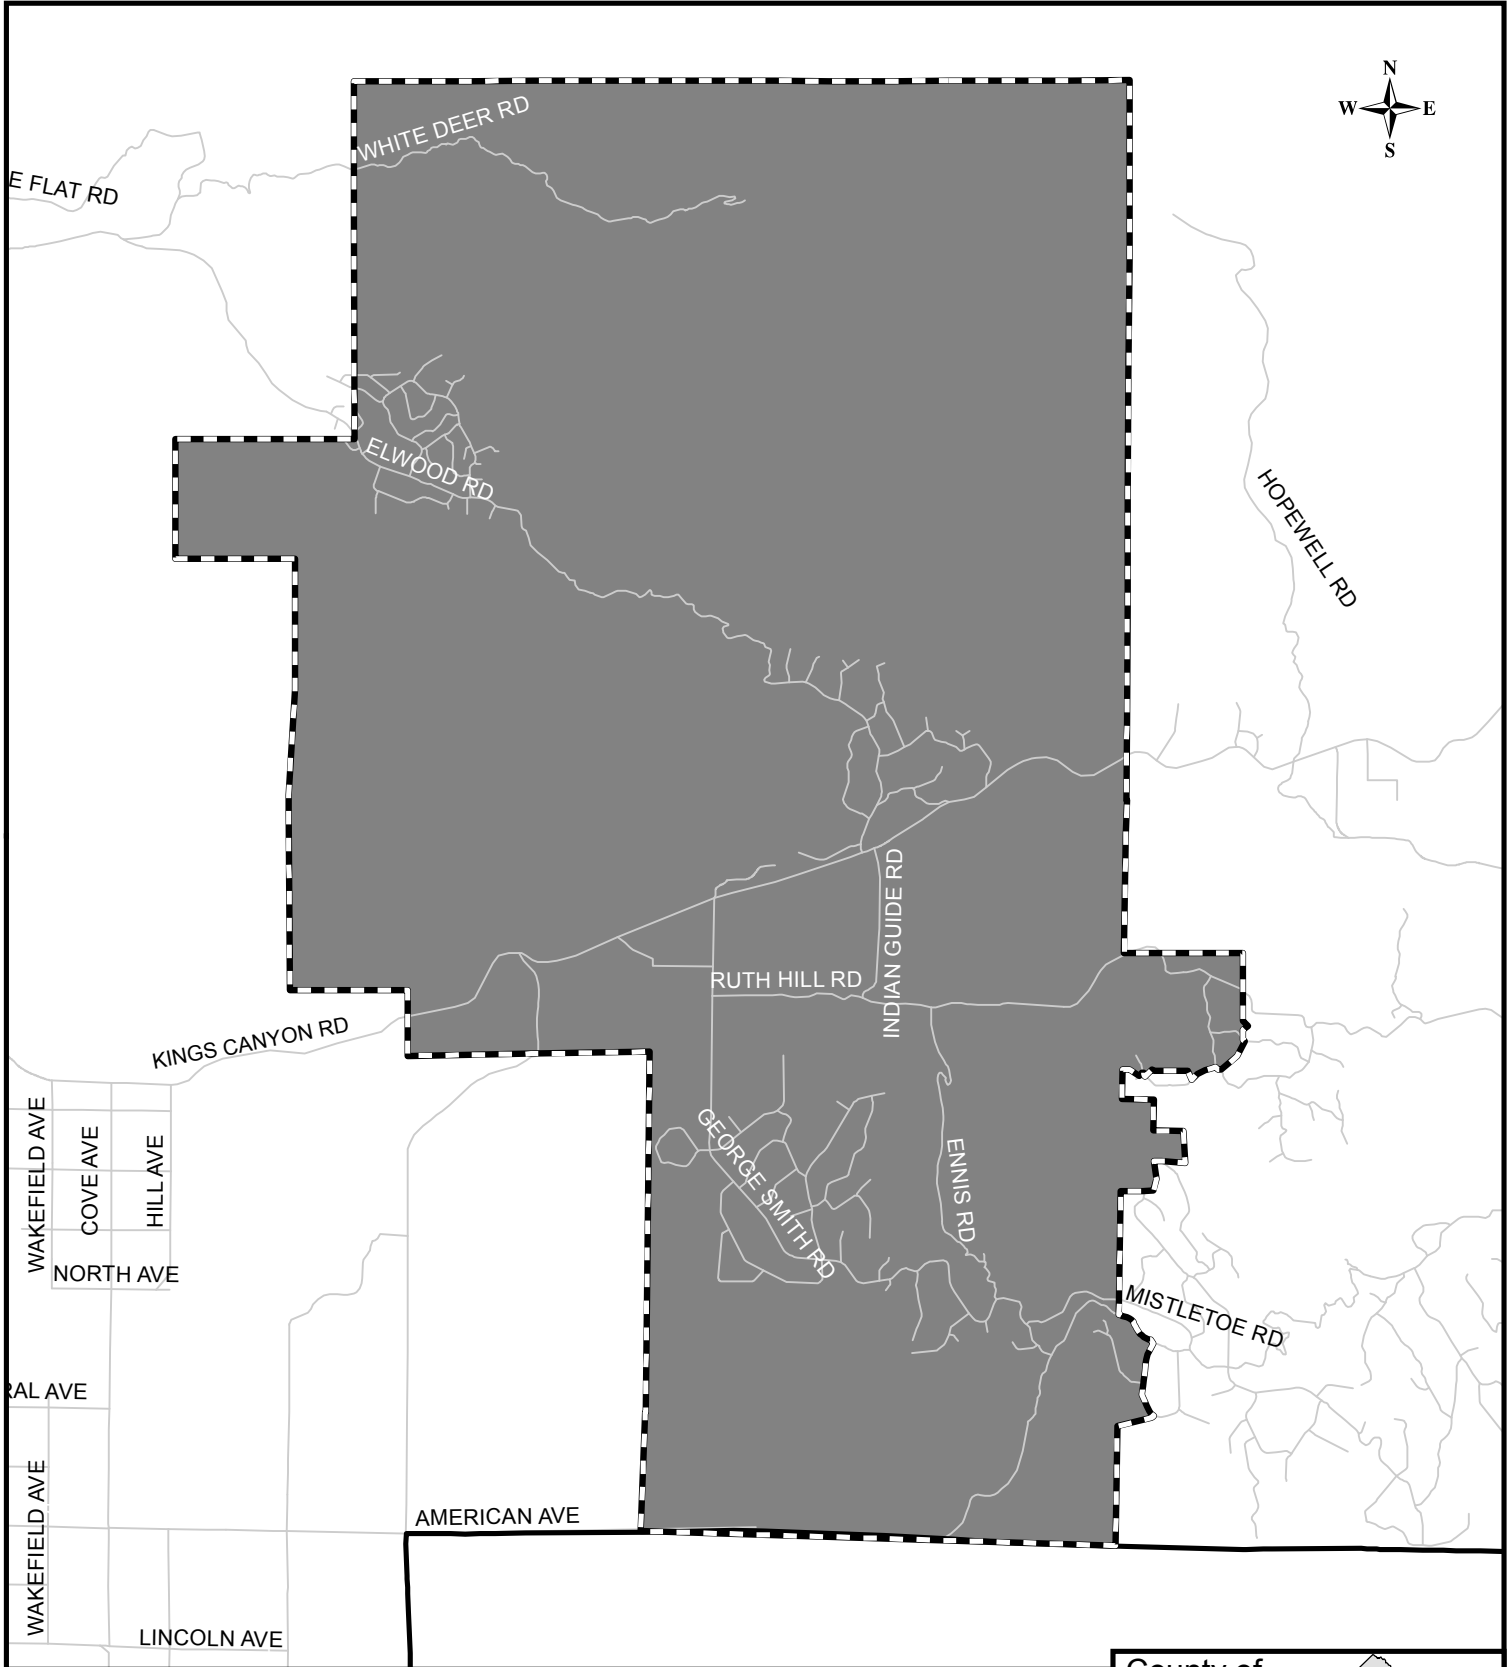 N
W E
S
WHITE DEER RD
E FLAT RD
ELWOOD RD
HOPEWELL RD
INDIAN GUIDE RD
RUTH HILL RD
KINGS CANYON RD
WAKEFIELD AVE
COVE AVE
HILL AVE
GEORGE SMITH RD
ENNIS RD
NORTH AVE
MISTLETOE RD
RAL AVE
WAKEFIELD AVE
AMERICAN AVE
LINCOLN AVE
County of